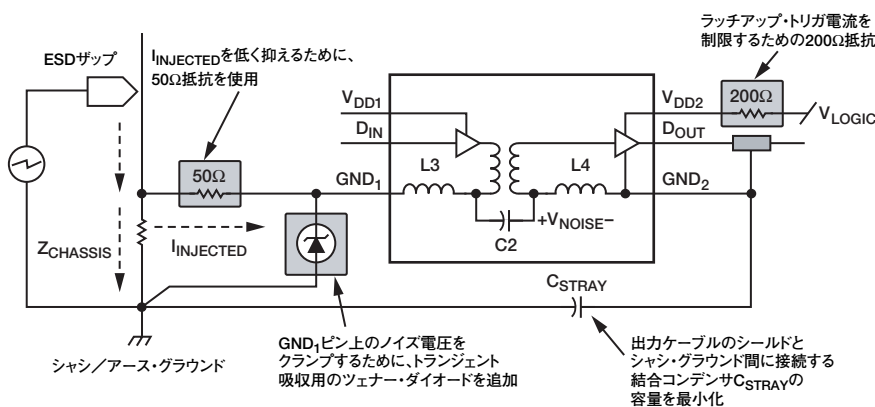 ラッチアップ・トリガ電流を
制限するための200Ω抵抗
ESDザップ
IINJECTEDを低く抑えるために、
50Ω抵抗を使用
VDD1
DIN
VDD2
200Ω
VLOGIC
DOUT
50Ω
GND1
L3
L4
GND2
C2
+VNOISE−
ZCHASSIS
IINJECTED
CSTRAY
シャシ／アース・グラウンド
GND1ピン上のノイズ電圧を
クランプするために、トランジェント
吸収用のツェナー・ダイオードを追加
出力ケーブルのシールドと
シャシ・グラウンド間に接続する
結合コンデンサCSTRAYの
容量を最小化